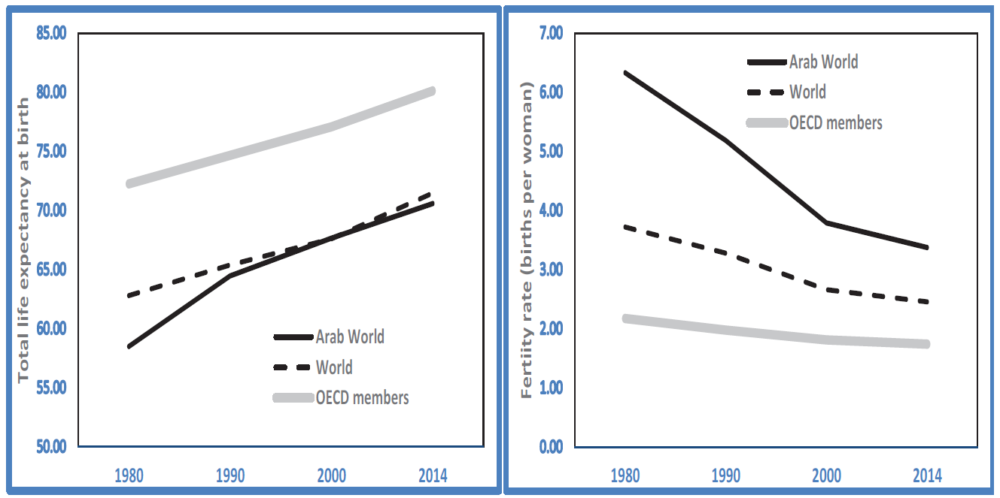 Total life expectancy at birth
85.00
80.00
75.00
70.00
65.00
60.00
55.00
50.00
Arab World
World
OECD members
1980 1990 2000 2014
Fertiity rate (births per woman)
7.00
6.00
5.00
4.00
3.00
2.00
1.00
0.00
Arab World
World
OECD members
1980 1990 2000 2014